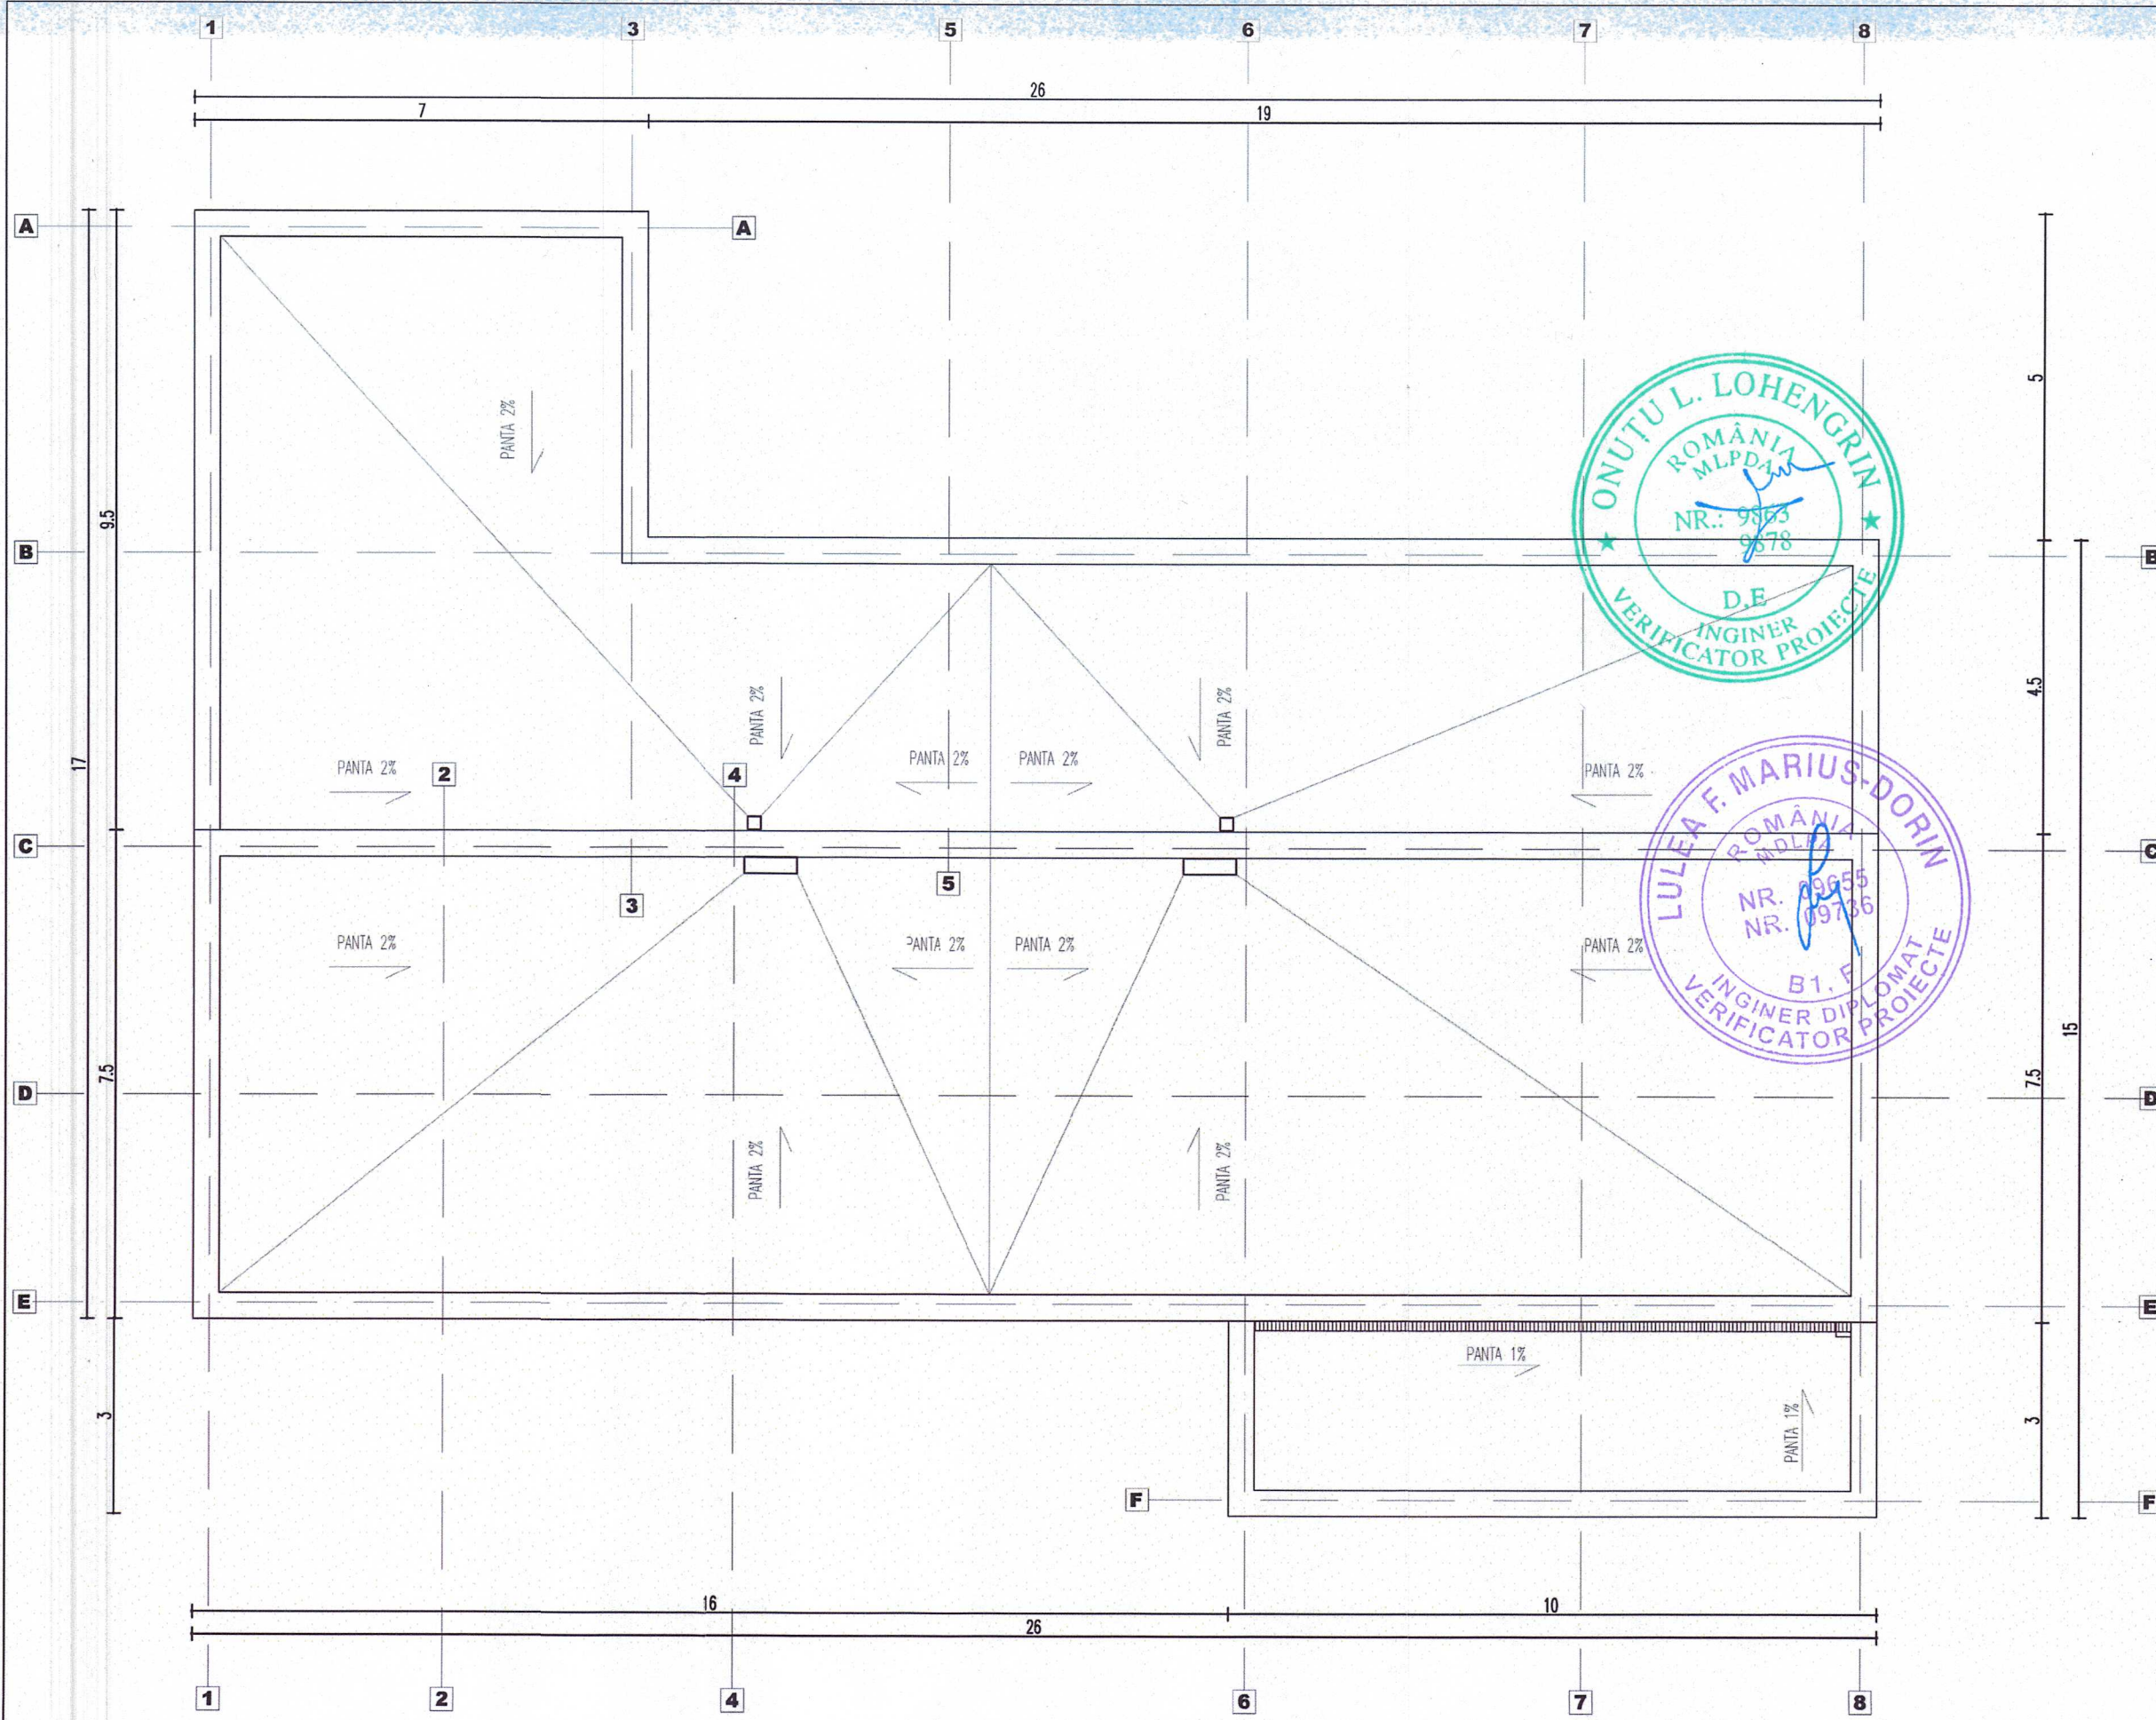 1 3 5 6 7 8
26
7 19
A A
5
PANTA 2%
ONUȚU L. LOHENGRIN
ROMÂNIA
MLPDA
NR.: 9863
9878
D,E
INGINER
VERIFICATOR PROIECTE
9.5
B B
4.5
PANTA 2% PANTA 2%
17
PANTA 2% 2 4 PANTA 2% PANTA 2% PANTA 2%
LULEA F. MARIUS-DORIN
ROMÂNIA
NR. 09655
NR. 09736
B1, F
INGINER DIPLOMAT
VERIFICATOR PROIECTE
C C
3 5
PANTA 2% PANTA 2% PANTA 2% PANTA 2%
15
7.5 7.5
D D
PANTA 2% PANTA 2%
E E
PANTA 1%
3 PANTA 1% 3
F F
16 10
26
1 2 4 6 7 8